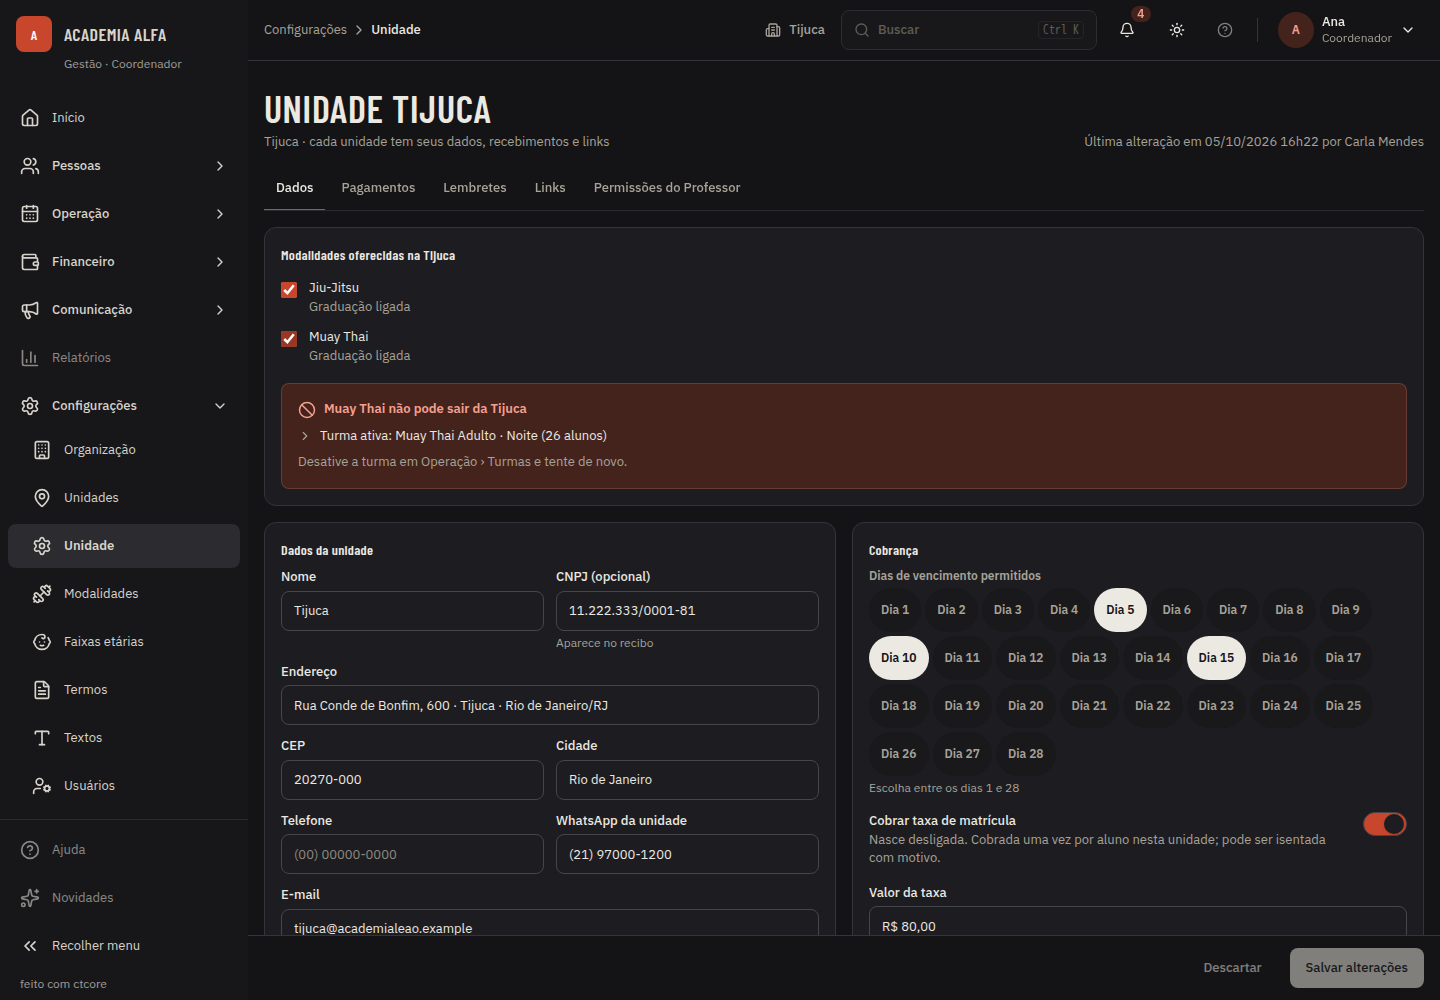 A
ACADEMIA ALFA
Gestão · Coordenador
Início
Pessoas
Operação
Financeiro
Comunicação
Relatórios
Configurações
Organização
Unidades
Unidade
Modalidades
Faixas etárias
Termos
Textos
Usuários
Ajuda
Novidades
Recolher menu
feito com ctcore
Configurações > Unidade
Tijuca
Buscar
Ctrl K
4
A
Ana
Coordenador
UNIDADE TIJUCA
Tijuca · cada unidade tem seus dados, recebimentos e links
Última alteração em 05/10/2026 16h22 por Carla Mendes
Dados
Pagamentos
Lembretes
Links
Permissões do Professor
Modalidades oferecidas na Tijuca
Jiu-Jitsu
Graduação ligada
Muay Thai
Graduação ligada
Muay Thai não pode sair da Tijuca
Turma ativa: Muay Thai Adulto · Noite (26 alunos)
Desative a turma em Operação › Turmas e tente de novo.
Dados da unidade
Nome
Tijuca
CNPJ (opcional)
11.222.333/0001-81
Aparece no recibo
Endereço
Rua Conde de Bonfim, 600 · Tijuca · Rio de Janeiro/RJ
CEP
20270-000
Cidade
Rio de Janeiro
Telefone
(00) 00000-0000
WhatsApp da unidade
(21) 97000-1200
E-mail
tijuca@academialeao.example
Cobrança
Dias de vencimento permitidos
Dia 1 Dia 2 Dia 3 Dia 4 Dia 5 Dia 6 Dia 7 Dia 8 Dia 9
Dia 10 Dia 11 Dia 12 Dia 13 Dia 14 Dia 15 Dia 16 Dia 17
Dia 18 Dia 19 Dia 20 Dia 21 Dia 22 Dia 23 Dia 24 Dia 25
Dia 26 Dia 27 Dia 28
Escolha entre os dias 1 e 28
Cobrar taxa de matrícula
Nasce desligada. Cobrada uma vez por aluno nesta unidade; pode ser isentada
com motivo.
Valor da taxa
R$ 80,00
Descartar
Salvar alterações